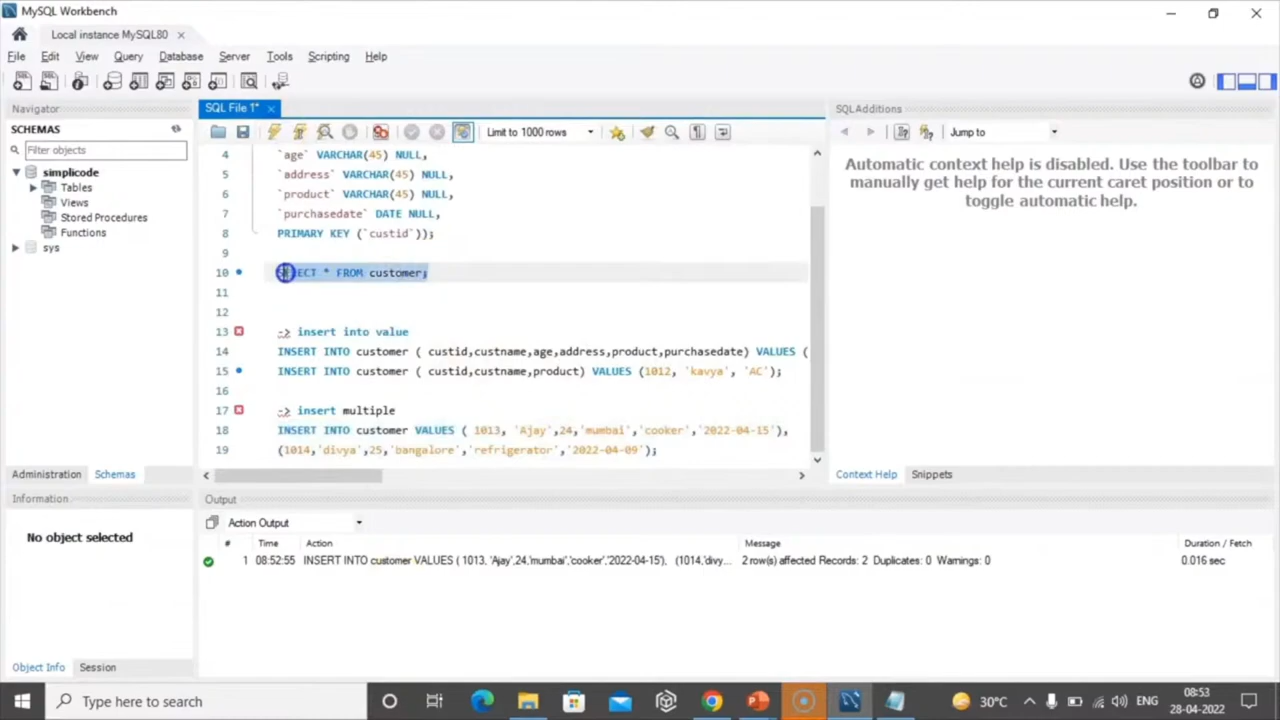 MySQL Workbench
Local instance MySQL80
File Edit View Query Database Server Tools Scripting Help
Navigator
SCHEMAS
Filter objects
simplicode
Tables
Views
Stored Procedures
Functions
sys
Administration Schemas
SQL File 1*
Limit to 1000 rows
4 `age` VARCHAR(45) NULL,
5 `address` VARCHAR(45) NULL,
6 `product` VARCHAR(45) NULL,
7 `purchasedate` DATE NULL,
8 PRIMARY KEY (`custid`));
9
10 ECT * FROM customer;
11
12
13 -> insert into value
14 INSERT INTO customer ( custid,custname,age,address,product,purchasedate) VALUES (
15 INSERT INTO customer ( custid,custname,product) VALUES (1012, 'kavya', 'AC');
16
17 -> insert multiple
18 INSERT INTO customer VALUES ( 1013, 'Ajay',24,'mumbai','cooker','2022-04-15'),
19 (1014,'divya',25,'bangalore','refrigerator','2022-04-09');
SQLAdditions
Jump to
Automatic context help is disabled. Use the toolbar to
manually get help for the current caret position or to
toggle automatic help.
Context Help Snippets
Information
No object selected
Object Info Session
Output
Action Output
# Time Action Message Duration / Fetch
1 08:52:55 INSERT INTO customer VALUES ( 1013, 'Ajay',24,'mumbai','cooker','2022-04-15'), (1014,'divy... 2 row(s) affected Records: 2 Duplicates: 0 Warnings: 0 0.016 sec
Type here to search
30°C
ENG
08:53
28-04-2022